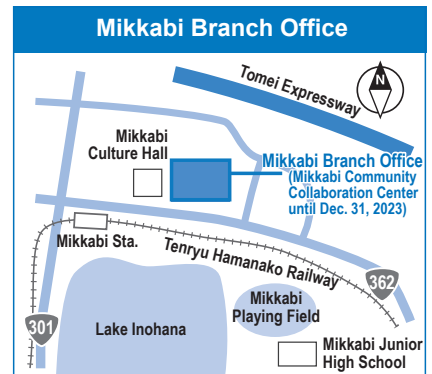 Mikkabi Branch Office
N
Tomei Expressway
Mikkabi
Culture Hall
Mikkabi Branch Office
(Mikkabi Community
Collaboration Center
until Dec. 31, 2023)
Mikkabi Sta.
Tenryu Hamanako Railway
362
301
Lake Inohana
Mikkabi
Playing Field
Mikkabi Junior
High School